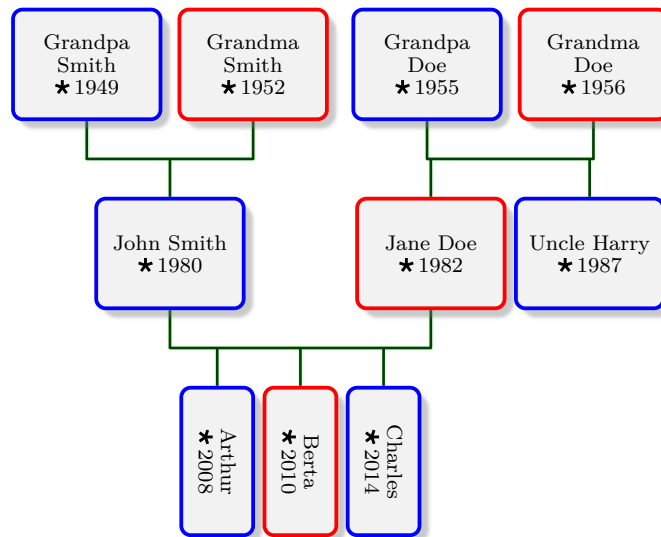 Grandpa
Smith
* 1949
Grandma
Smith
* 1952
Grandpa
Doe
* 1955
Grandma
Doe
* 1956
John Smith
* 1980
Jane Doe
* 1982
Uncle Harry
* 1987
Arthur
* 2008
Berta
* 2010
Charles
* 2014